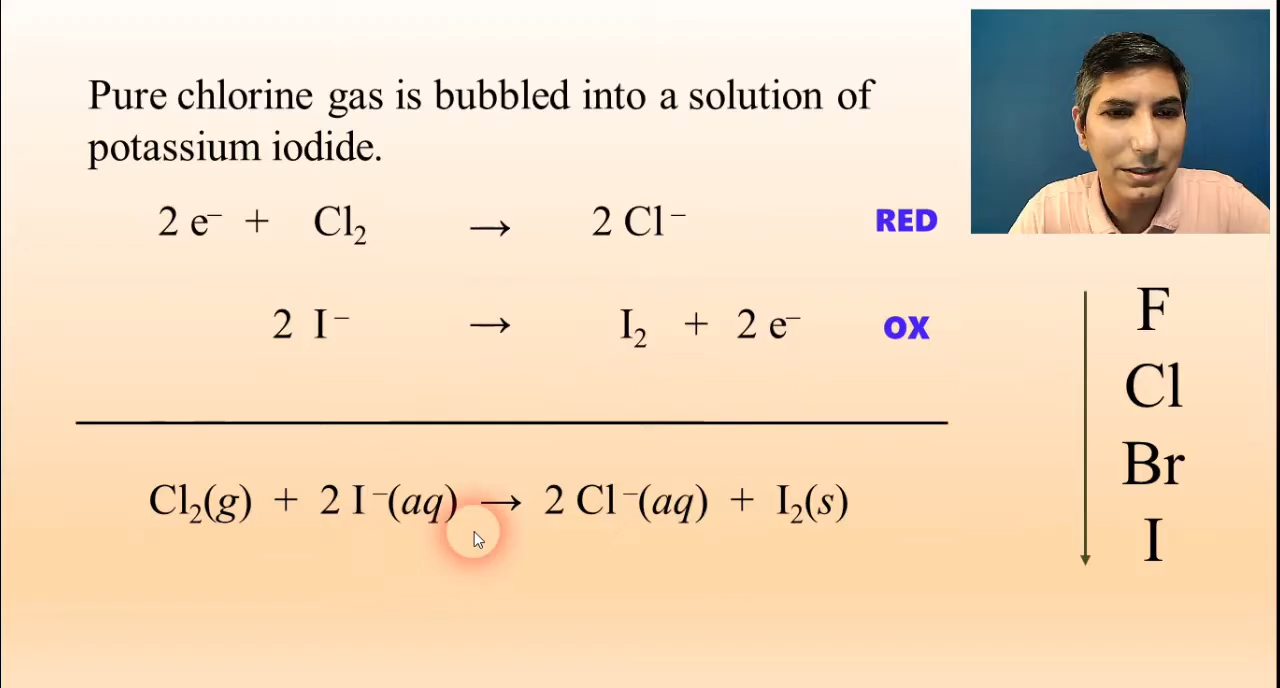 Pure chlorine gas is bubbled into a solution of
potassium iodide.
2 e⁻ + Cl₂ → 2 Cl⁻ RED
2 I⁻ → I₂ + 2 e⁻ OX
Cl₂(g) + 2 I⁻(aq) → 2 Cl⁻(aq) + I₂(s)
F
Cl
Br
I